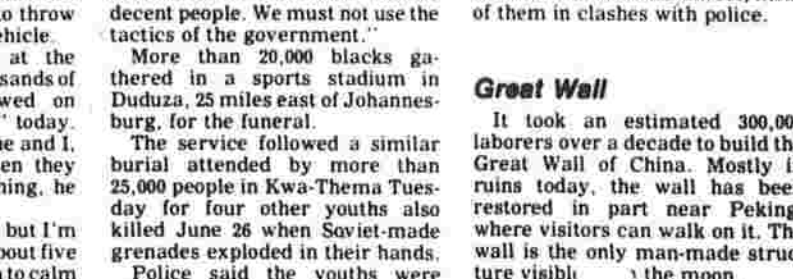 o throw
ehicle.
at the
sands of
wed on
" today.
ne and I,
en they
ning, he
but I'm
bout five
to calm
decent people. We must not use the
tactics of the government."
More than 20,000 blacks ga-
thered in a sports stadium in
Duduza, 25 miles east of Johannes-
burg, for the funeral.
The service followed a similar
burial attended by more than
25,000 people in Kwa-Thema Tues-
day for four other youths also
killed June 26 when Soviet-made
grenades exploded in their hands.
Police said the youths were
of them in clashes with police.
Great Wall
It took an estimated 300,00
laborers over a decade to build th
Great Wall of China. Mostly i
ruins today, the wall has bee
restored in part near Peking
where visitors can walk on it. Th
wall is the only man-made struc
ture visibl the moon